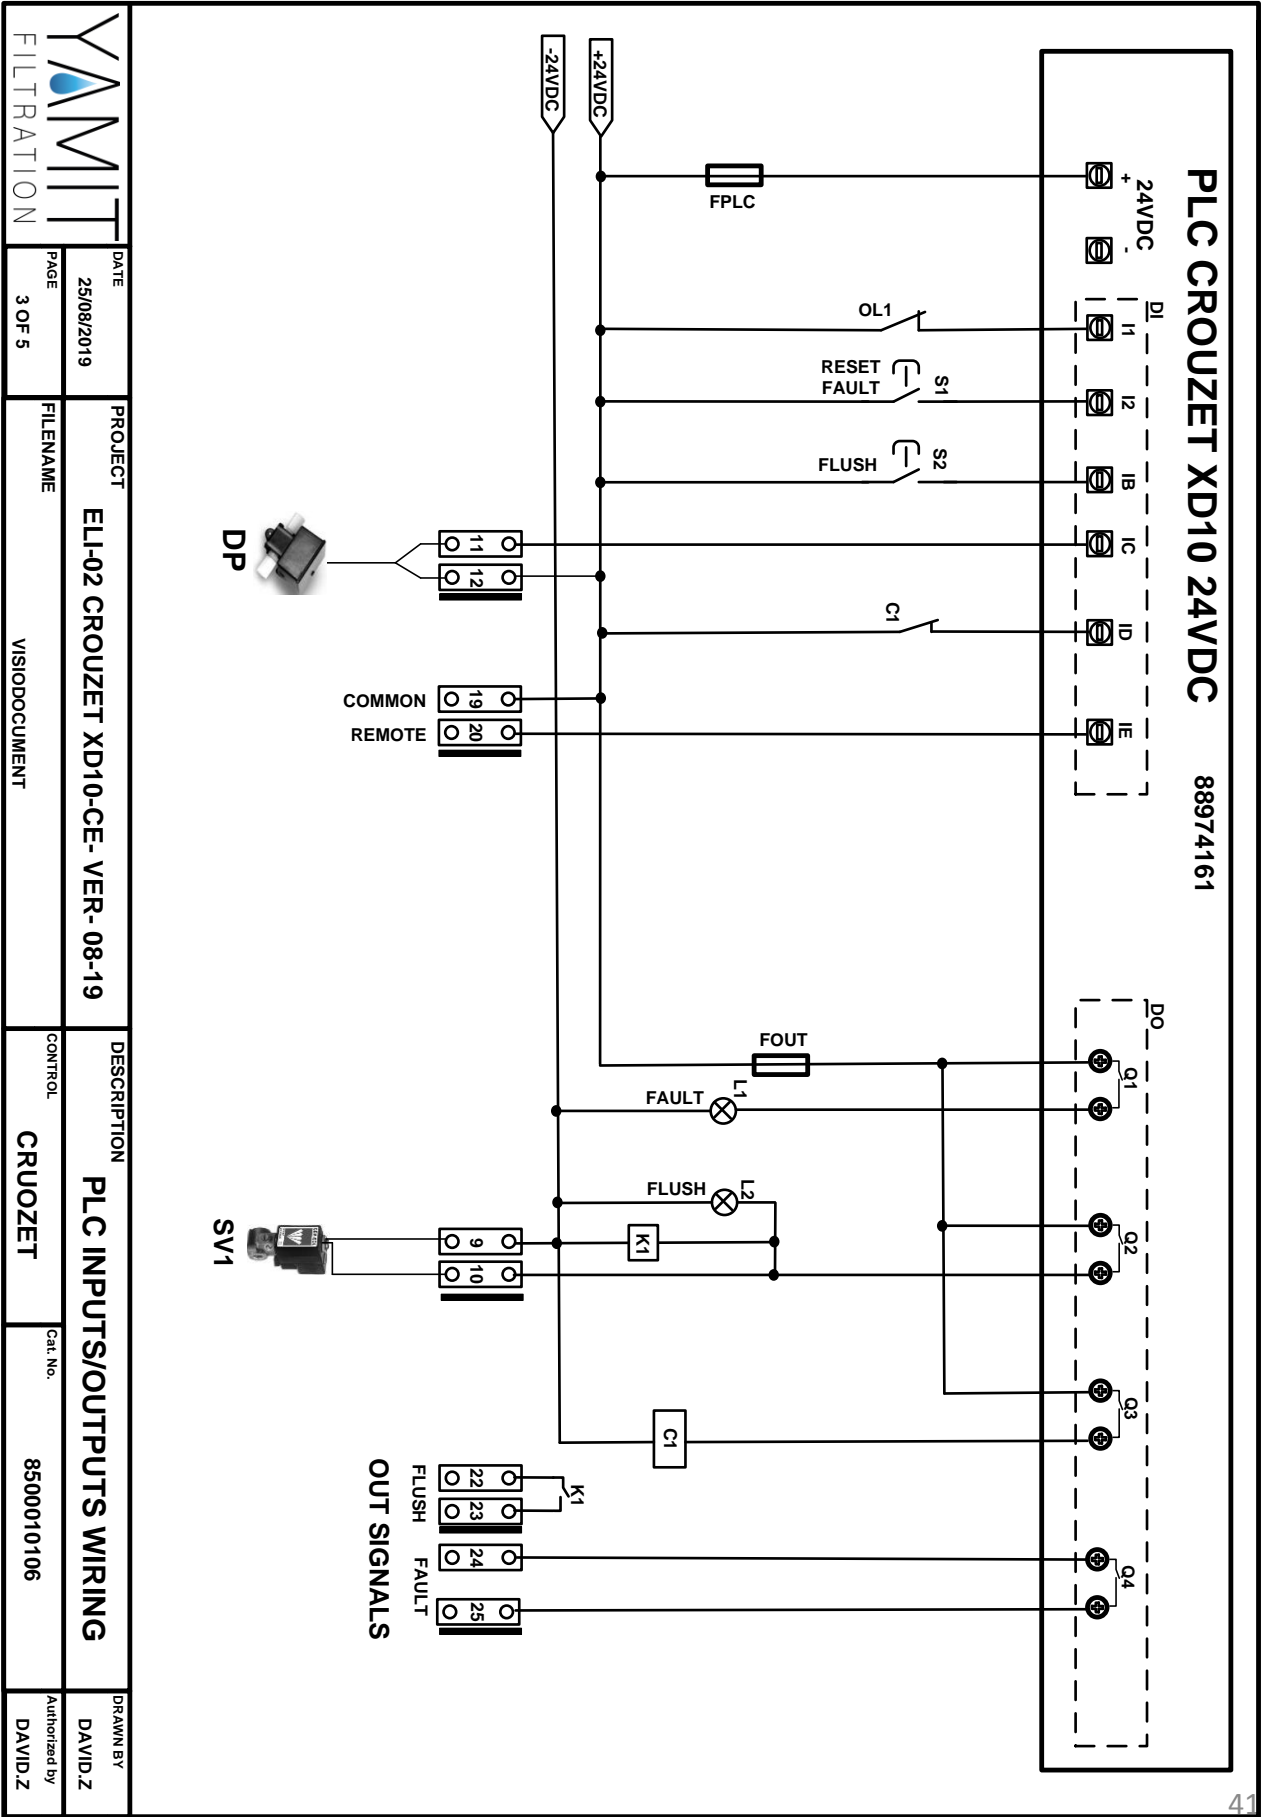 PLC CROUZET XD10 24VDC 88974161
24VDC
+ -
DI
I1 I2 IB IC ID IE
DO
Q1 Q2 Q3 Q4
+24VDC
-24VDC
FPLC
OL1
RESET
FAULT
S1
FLUSH
S2
11
12
DP
C1
COMMON
19
REMOTE
20
FOUT
FAULT
L1
FLUSH
L2
K1
9
10
SV1
C1
K1
22
23
FLUSH
24
25
FAULT
OUT SIGNALS
YAMIT
FILTRATION
DATE
25/08/2019
PAGE
3 OF 5
PROJECT
ELI-02 CROUZET XD10-CE- VER- 08-19
FILENAME
VISIODOCUMENT
DESCRIPTION
PLC INPUTS/OUTPUTS WIRING
CONTROL
CRUOZET
Cat. No.
8500010106
DRAWN BY
DAVID.Z
Authorized by
DAVID.Z
41